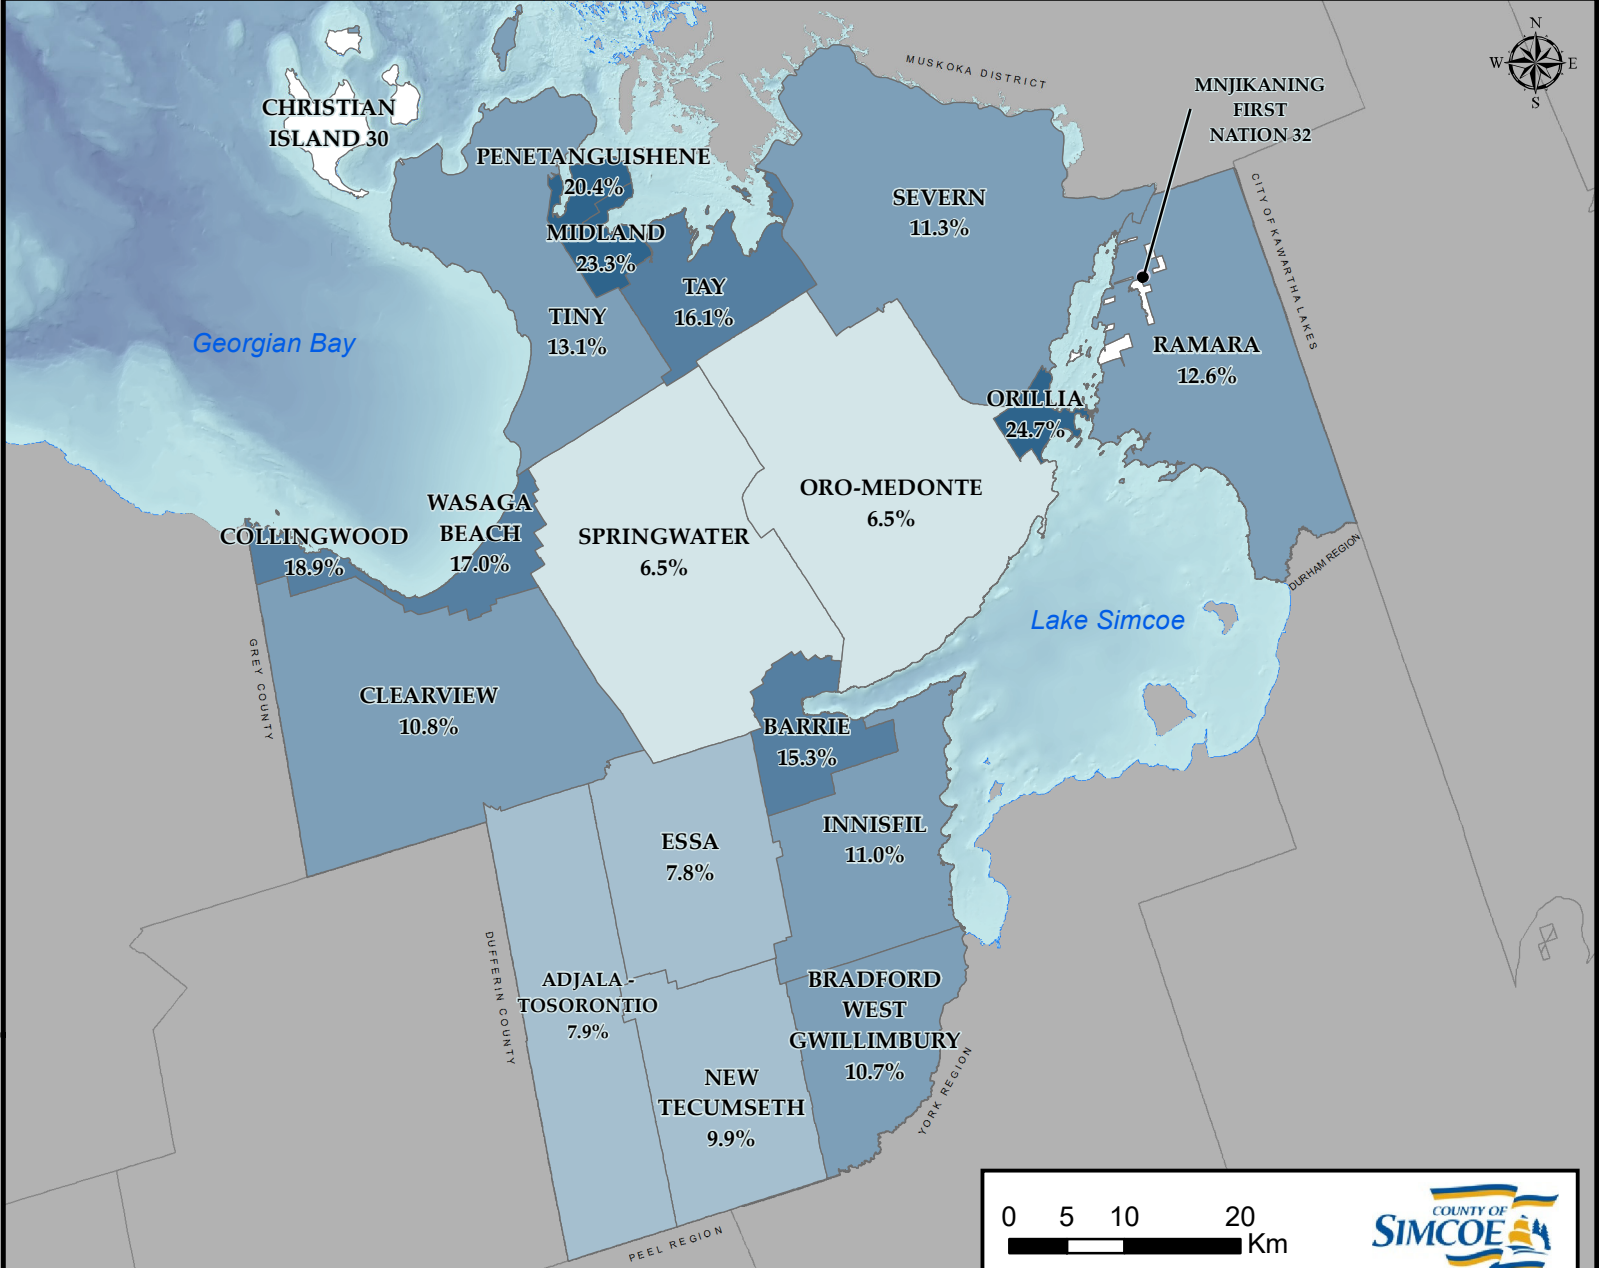 N
W
E
S
MUSKOKA DISTRICT
MNJIKANING
FIRST
NATION 32
CHRISTIAN
ISLAND 30
PENETANGUISHENE
20.4%
SEVERN
11.3%
CITY OF KAWARTHA LAKES
MIDLAND
23.3%
TAY
16.1%
TINY
13.1%
Georgian Bay
RAMARA
12.6%
ORILLIA
24.7%
ORO-MEDONTE
6.5%
WASAGA
BEACH
17.0%
COLLINGWOOD
18.9%
SPRINGWATER
6.5%
DURHAM REGION
Lake Simcoe
GREY COUNTY
CLEARVIEW
10.8%
BARRIE
15.3%
INNISFIL
11.0%
ESSA
7.8%
DUFFERIN COUNTY
ADJALA -
TOSORONTIO
7.9%
BRADFORD
WEST
GWILLIMBURY
10.7%
YORK REGION
NEW
TECUMSETH
9.9%
PEEL REGION
0 5 10 20
Km
COUNTY OF
SIMCOE